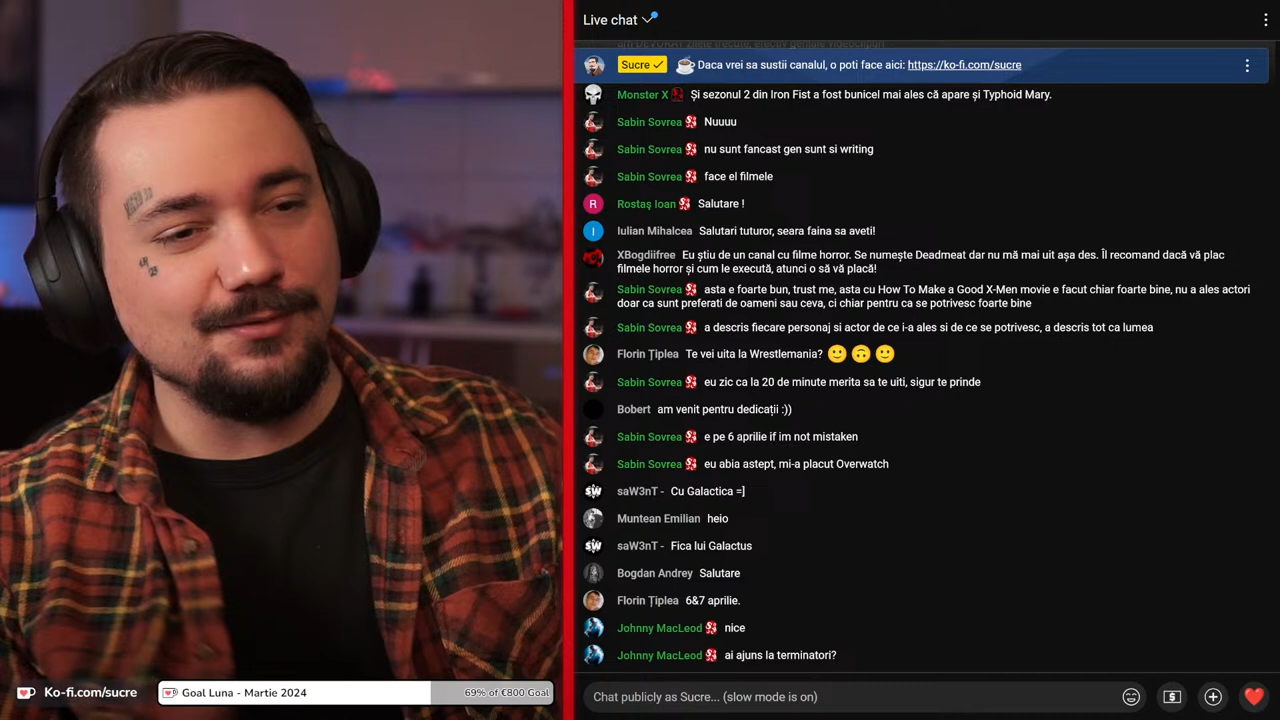 Live chat
am DEVORAT zilele trecute, efectiv geniale videoclipuri
Sucre Daca vrei sa sustii canalul, o poti face aici: https://ko-fi.com/sucre
Monster X Și sezonul 2 din Iron Fist a fost bunicel mai ales că apare și Typhoid Mary.
Sabin Sovrea Nuuuu
Sabin Sovrea nu sunt fancast gen sunt si writing
Sabin Sovrea face el filmele
R Rostaş Ioan Salutare !
I Iulian Mihalcea Salutari tuturor, seara faina sa aveti!
XBogdiifree Eu știu de un canal cu filme horror. Se numește Deadmeat dar nu mă mai uit așa des. Îl recomand dacă vă plac
filmele horror și cum le execută, atunci o să vă placă!
Sabin Sovrea asta e foarte bun, trust me, asta cu How To Make a Good X-Men movie e facut chiar foarte bine, nu a ales actori
doar ca sunt preferati de oameni sau ceva, ci chiar pentru ca se potrivesc foarte bine
Sabin Sovrea a descris fiecare personaj si actor de ce i-a ales si de ce se potrivesc, a descris tot ca lumea
Florin Țiplea Te vei uita la Wrestlemania?
Sabin Sovrea eu zic ca la 20 de minute merita sa te uiti, sigur te prinde
Bobert am venit pentru dedicații :))
Sabin Sovrea e pe 6 aprilie if im not mistaken
Sabin Sovrea eu abia astept, mi-a placut Overwatch
SW saW3nT - Cu Galactica =]
Muntean Emilian heio
SW saW3nT - Fica lui Galactus
Bogdan Andrey Salutare
Florin Țiplea 6&7 aprilie.
Johnny MacLeod nice
Johnny MacLeod ai ajuns la terminatori?
Chat publicly as Sucre... (slow mode is on)
Ko-fi.com/sucre
Goal Luna - Martie 2024
69% of €800 Goal